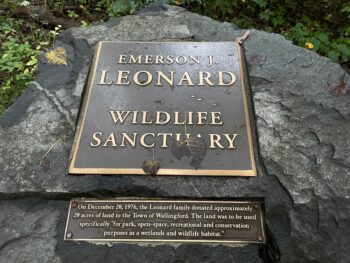 EMERSON J.
LEONARD
WILDLIFE
SANCTUARY
On December 20, 1976, the Leonard family donated approximately
20 acres of land to the Town of Wallingford. The land was to be used
specifically "for park, open-space, recreational and conservation
purposes as a wetlands and wildlife habitat."